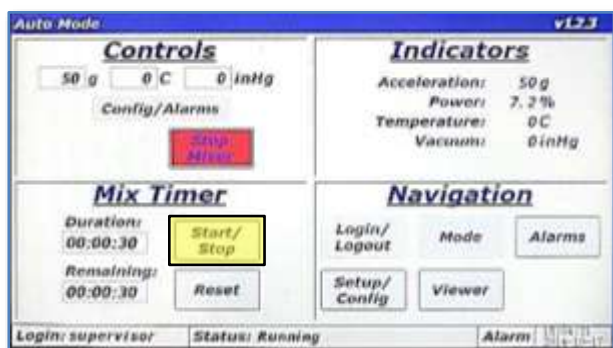 Auto Mode v1.2.3
Controls
50 g 0 C 0 inHg
Config/Alarms
Stop
Mixer
Indicators
Acceleration: 50 g
Power: 7.2%
Temperature: 0 C
Vacuum: 0 inHg
Mix Timer
Duration:
00:00:30
Start/
Stop
Remaining:
00:00:30
Reset
Navigation
Login/
Logout
Mode
Alarms
Setup/
Config
Viewer
Login: supervisor Status: Running Alarm